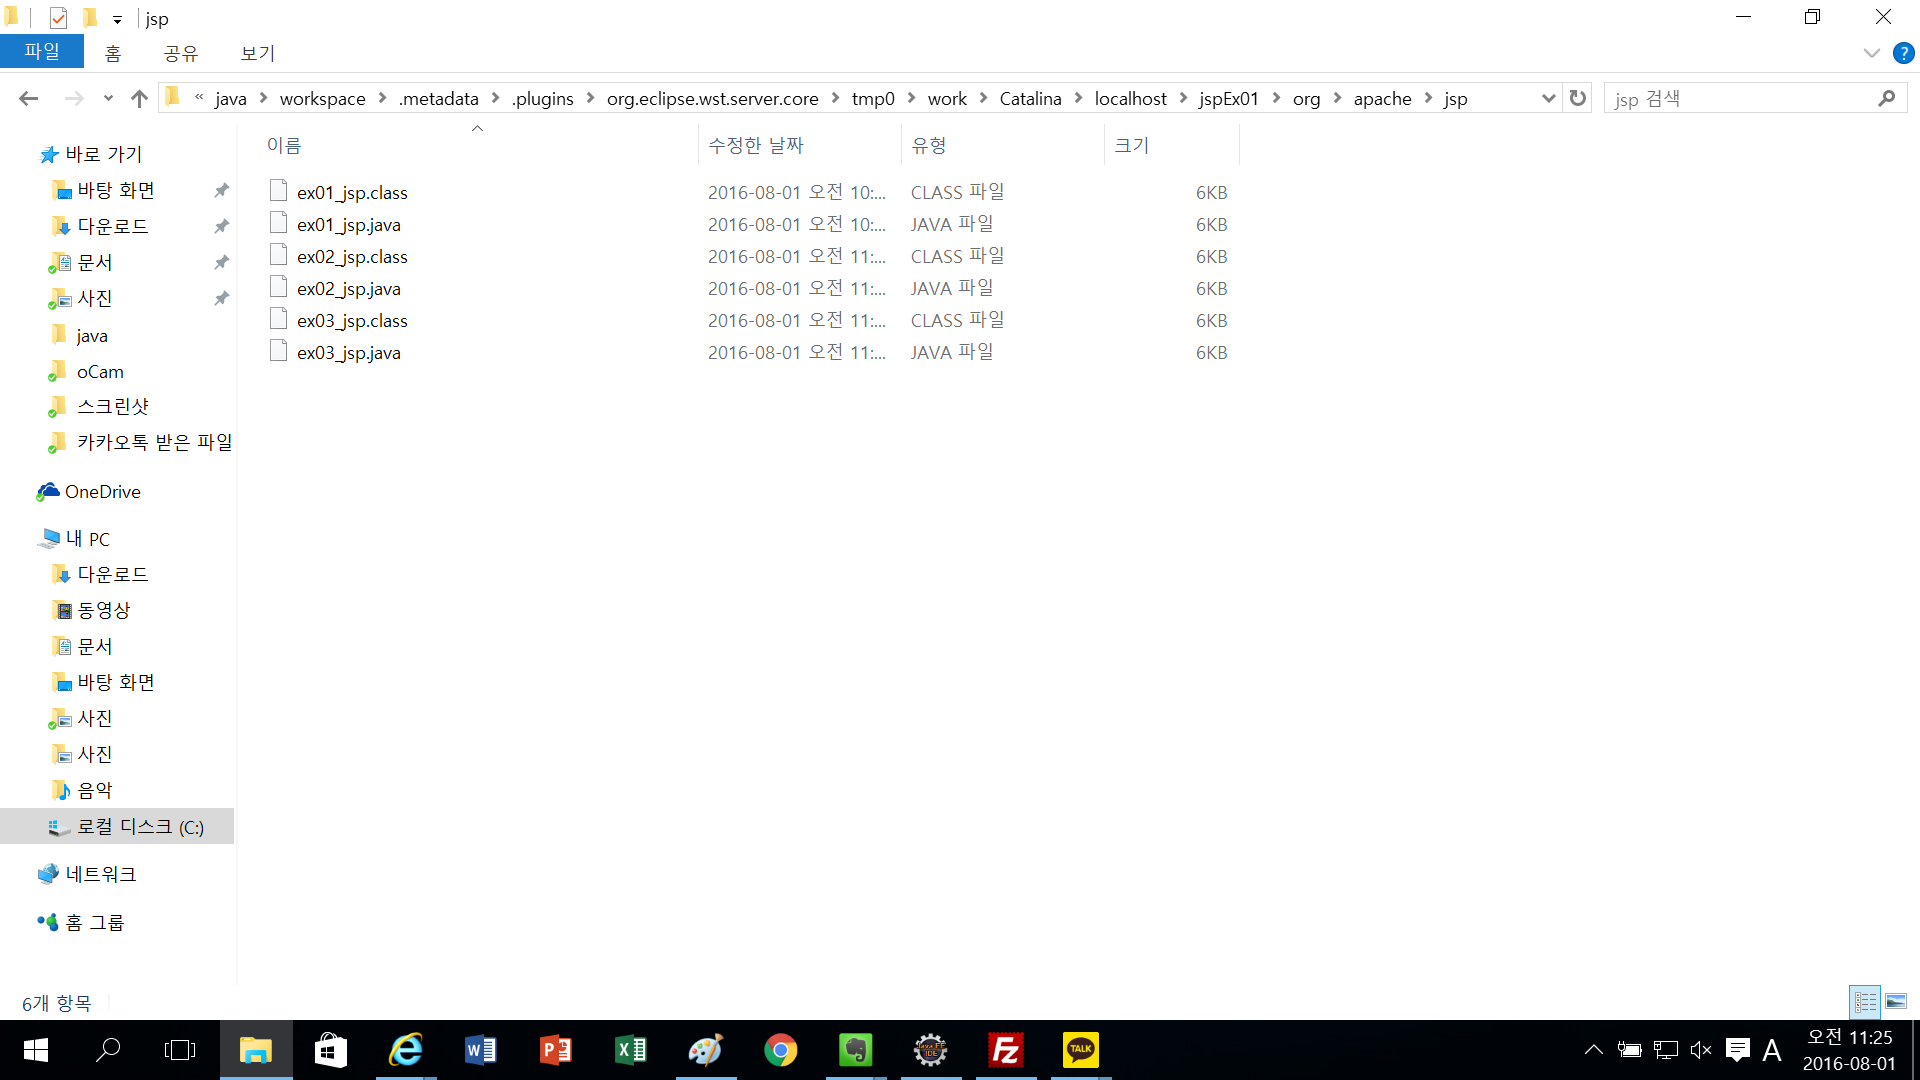 jsp
파일 홈 공유 보기
« java > workspace > .metadata > .plugins > org.eclipse.wst.server.core > tmp0 > work > Catalina > localhost > jspEx01 > org > apache > jsp
jsp 검색
이름 수정한 날짜 유형 크기
ex01_jsp.class 2016-08-01 오전 10:... CLASS 파일 6KB
ex01_jsp.java 2016-08-01 오전 10:... JAVA 파일 6KB
ex02_jsp.class 2016-08-01 오전 11:... CLASS 파일 6KB
ex02_jsp.java 2016-08-01 오전 11:... JAVA 파일 6KB
ex03_jsp.class 2016-08-01 오전 11:... CLASS 파일 6KB
ex03_jsp.java 2016-08-01 오전 11:... JAVA 파일 6KB
바로 가기
바탕 화면
다운로드
문서
사진
java
oCam
스크린샷
카카오톡 받은 파일
OneDrive
내 PC
다운로드
동영상
문서
바탕 화면
사진
사진
음악
로컬 디스크 (C:)
네트워크
홈 그룹
6개 항목
TALK
A
오전 11:25
2016-08-01